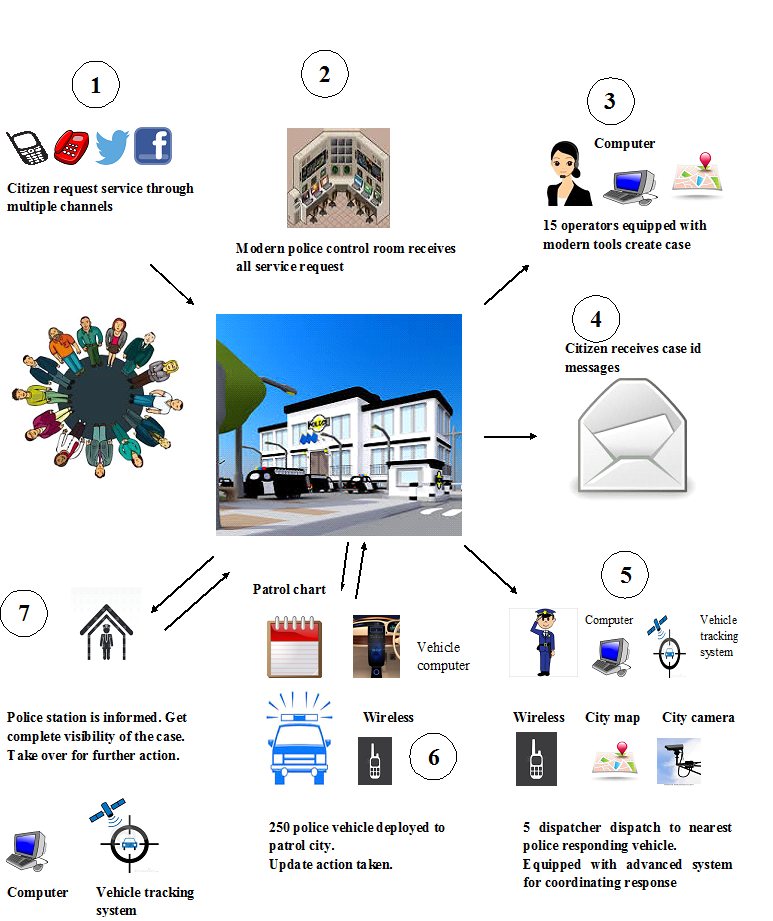 1
Citizen request service through
multiple channels
2
Modern police control room receives
all service request
3
Computer
15 operators equipped with
modern tools create case
4
Citizen receives case id
messages
POLICE
5
Computer
Vehicle
tracking
system
Wireless
City map
City camera
5 dispatcher dispatch to nearest
police responding vehicle.
Equipped with advanced system
for coordinating response
Patrol chart
Vehicle
computer
Wireless
6
250 police vehicle deployed to
patrol city.
Update action taken.
7
Police station is informed. Get
complete visibility of the case.
Take over for further action.
Computer
Vehicle tracking
system